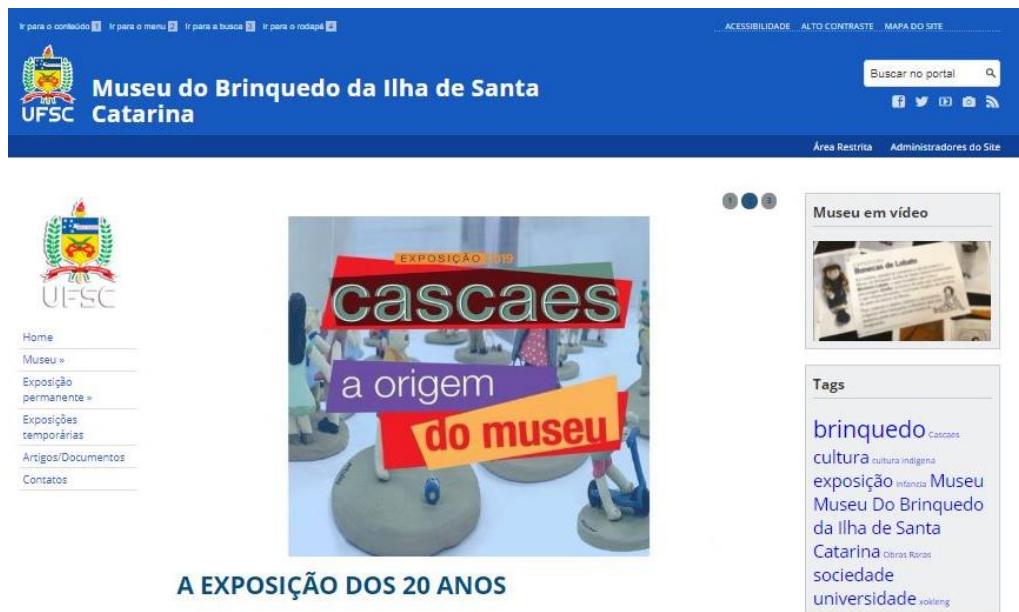 Ir para o conteúdo 1 Ir para o menu 2 Ir para a busca 3 Ir para o rodapé 4
ACESSIBILIDADE ALTO CONTRASTE MAPA DO SITE
UFSC
Museu do Brinquedo da Ilha de Santa
Catarina
Buscar no portal
Área Restrita Administradores do Site
UFSC
Home
Museu »
Exposição
permanente »
Exposições
temporárias
Artigos/Documentos
Contatos
1 3
EXPOSIÇÃO 2019
cascaes
a origem
do museu
A EXPOSIÇÃO DOS 20 ANOS
Museu em vídeo
Bonecas de Lobato
Tags
brinquedo Cascaes
cultura cultura indígena
exposição Infancia Museu
Museu Do Brinquedo
da Ilha de Santa
Catarina Obras Raras
sociedade
universidade xokleng